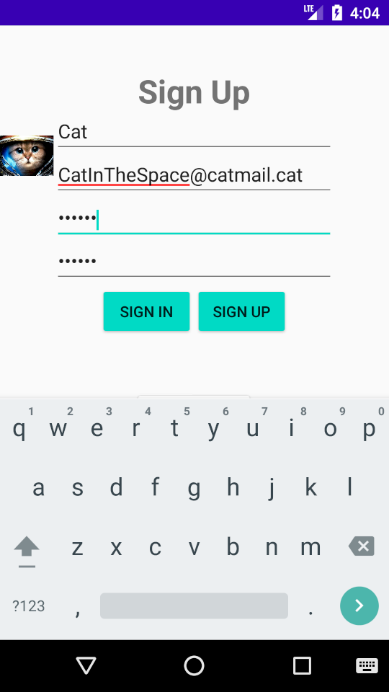 LTE 4:04
Sign Up
Cat
CatInTheSpace@catmail.cat
••••••
••••••
SIGN IN SIGN UP
1 2 3 4 5 6 7 8 9 0
q w e r t y u i o p
a s d f g h j k l
z x c v b n m
?123 , .